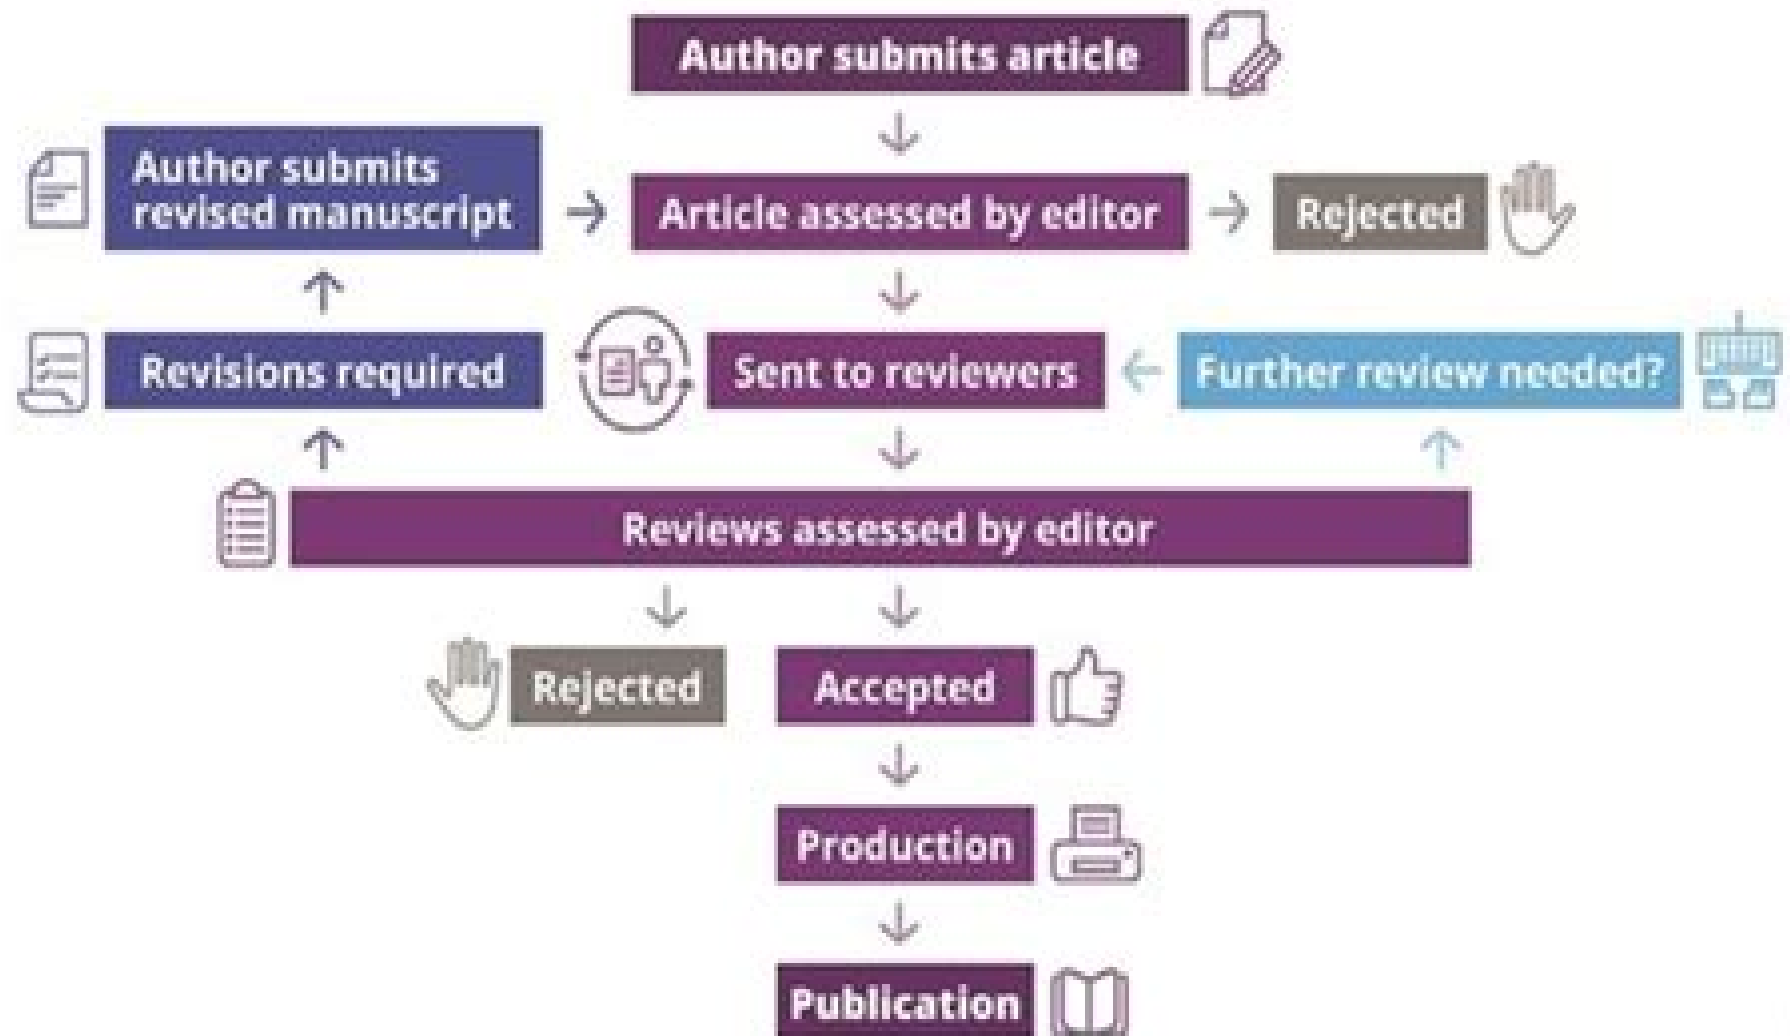 Author submits article
Author submits
revised manuscript
Article assessed by editor
Rejected
Revisions required
Sent to reviewers
Further review needed?
Reviews assessed by editor
Rejected
Accepted
Production
Publication